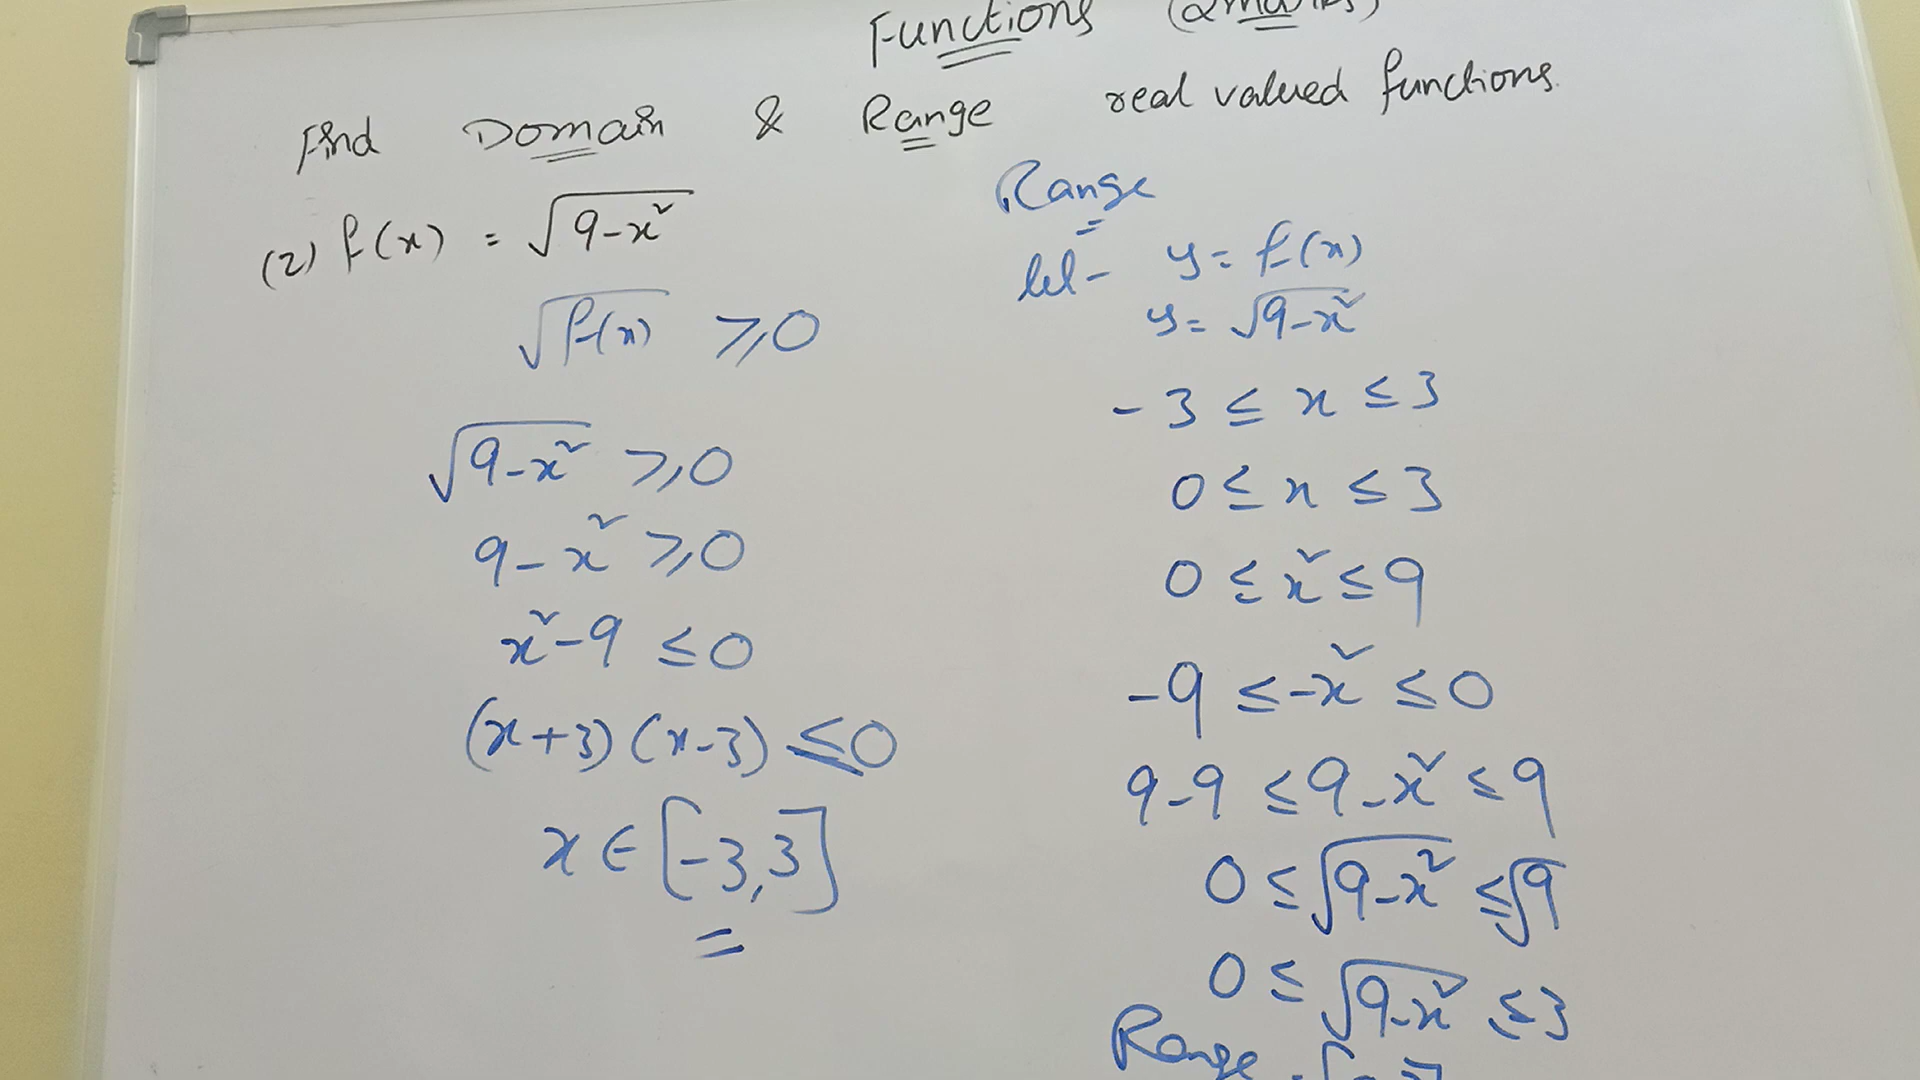 Functions (2marks)
Find Domain & Range real valued functions.
(2) f(x) = √(9-x²)
√f(x) ≥ 0
√(9-x²) ≥ 0
9-x² ≥ 0
x²-9 ≤ 0
(x+3)(x-3) ≤ 0
x ∈ [-3,3]
Range
let y = f(x)
y = √(9-x²)
-3 ≤ x ≤ 3
0 ≤ x ≤ 3
0 ≤ x² ≤ 9
-9 ≤ -x² ≤ 0
9-9 ≤ 9-x² ≤ 9
0 ≤ √(9-x²) ≤ √9
0 ≤ √(9-x²) ≤ 3
Range